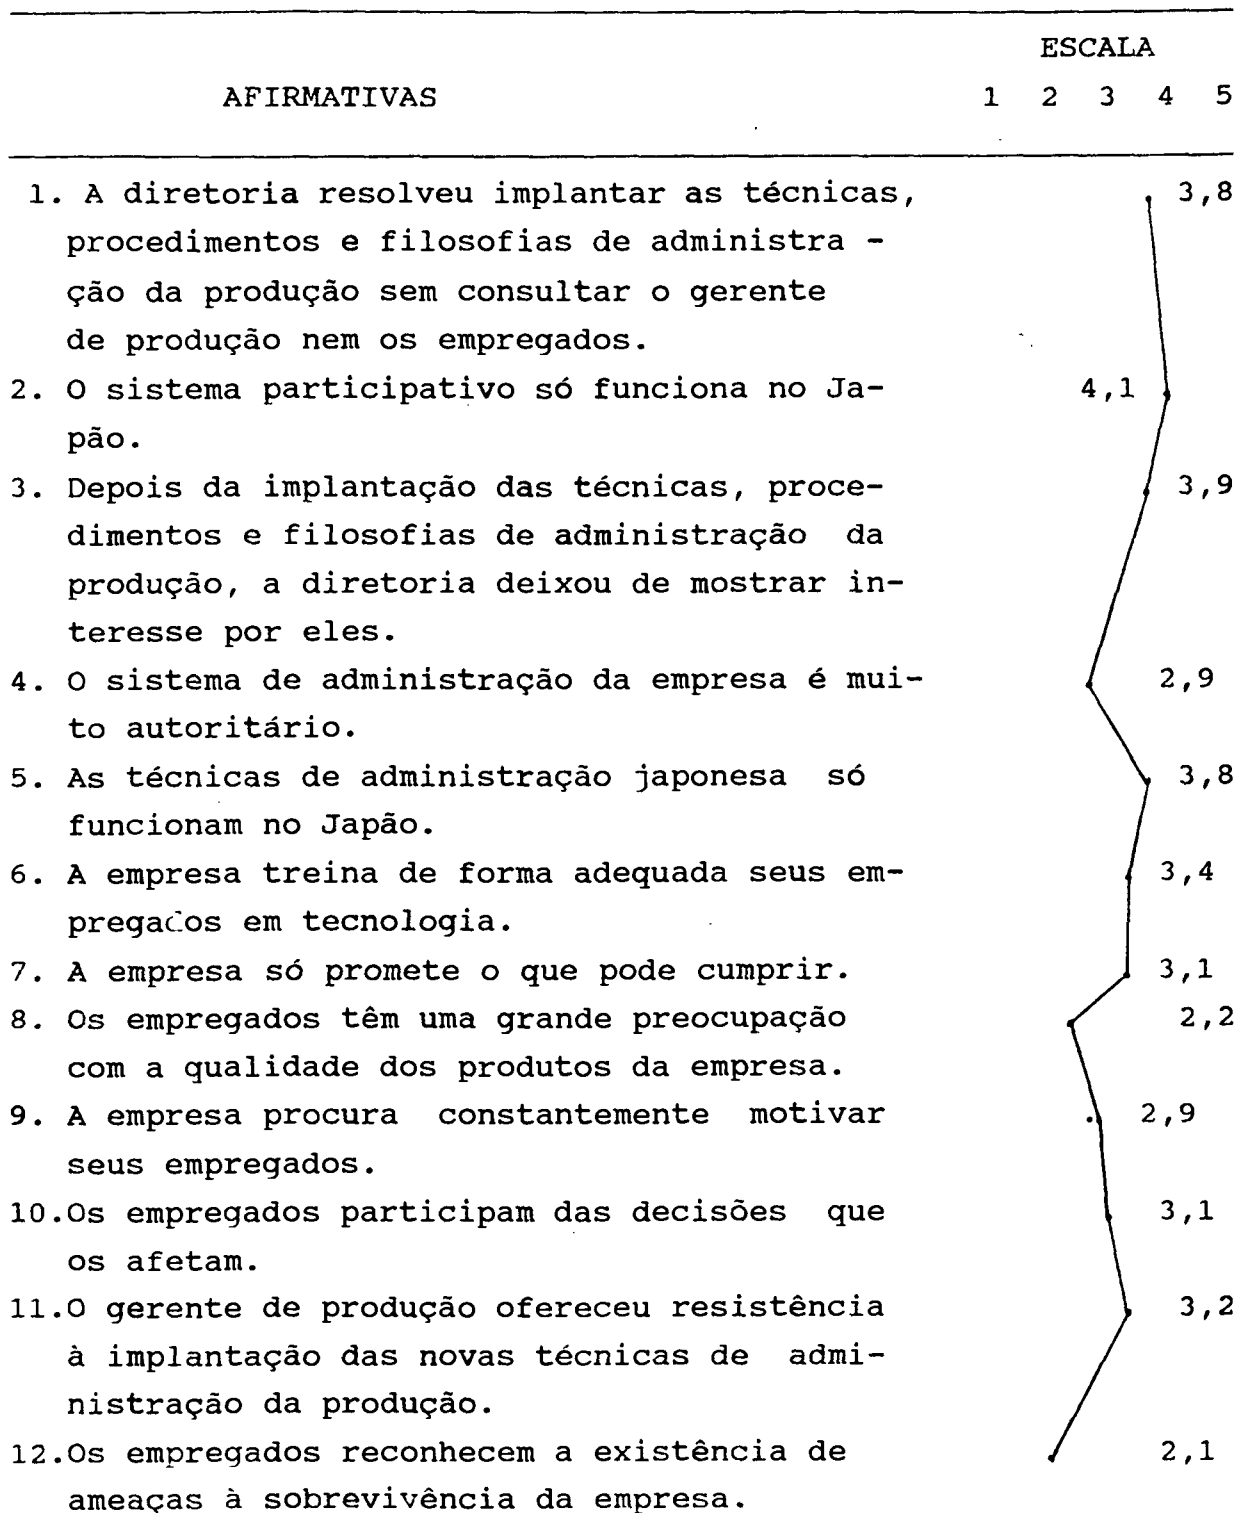 ESCALA
AFIRMATIVAS 1 2 3 4 5
1. A diretoria resolveu implantar as técnicas, 3,8
procedimentos e filosofias de administra -
ção da produção sem consultar o gerente
de produção nem os empregados.
2. O sistema participativo só funciona no Ja- 4,1
pão.
3. Depois da implantação das técnicas, proce- 3,9
dimentos e filosofias de administração da
produção, a diretoria deixou de mostrar in-
teresse por eles.
4. O sistema de administração da empresa é mui- 2,9
to autoritário.
5. As técnicas de administração japonesa só 3,8
funcionam no Japão.
6. A empresa treina de forma adequada seus em- 3,4
pregados em tecnologia.
7. A empresa só promete o que pode cumprir. 3,1
8. Os empregados têm uma grande preocupação 2,2
com a qualidade dos produtos da empresa.
9. A empresa procura constantemente motivar 2,9
seus empregados.
10.Os empregados participam das decisões que 3,1
os afetam.
11.O gerente de produção ofereceu resistência 3,2
à implantação das novas técnicas de admi-
nistração da produção.
12.Os empregados reconhecem a existência de 2,1
ameaças à sobrevivência da empresa.